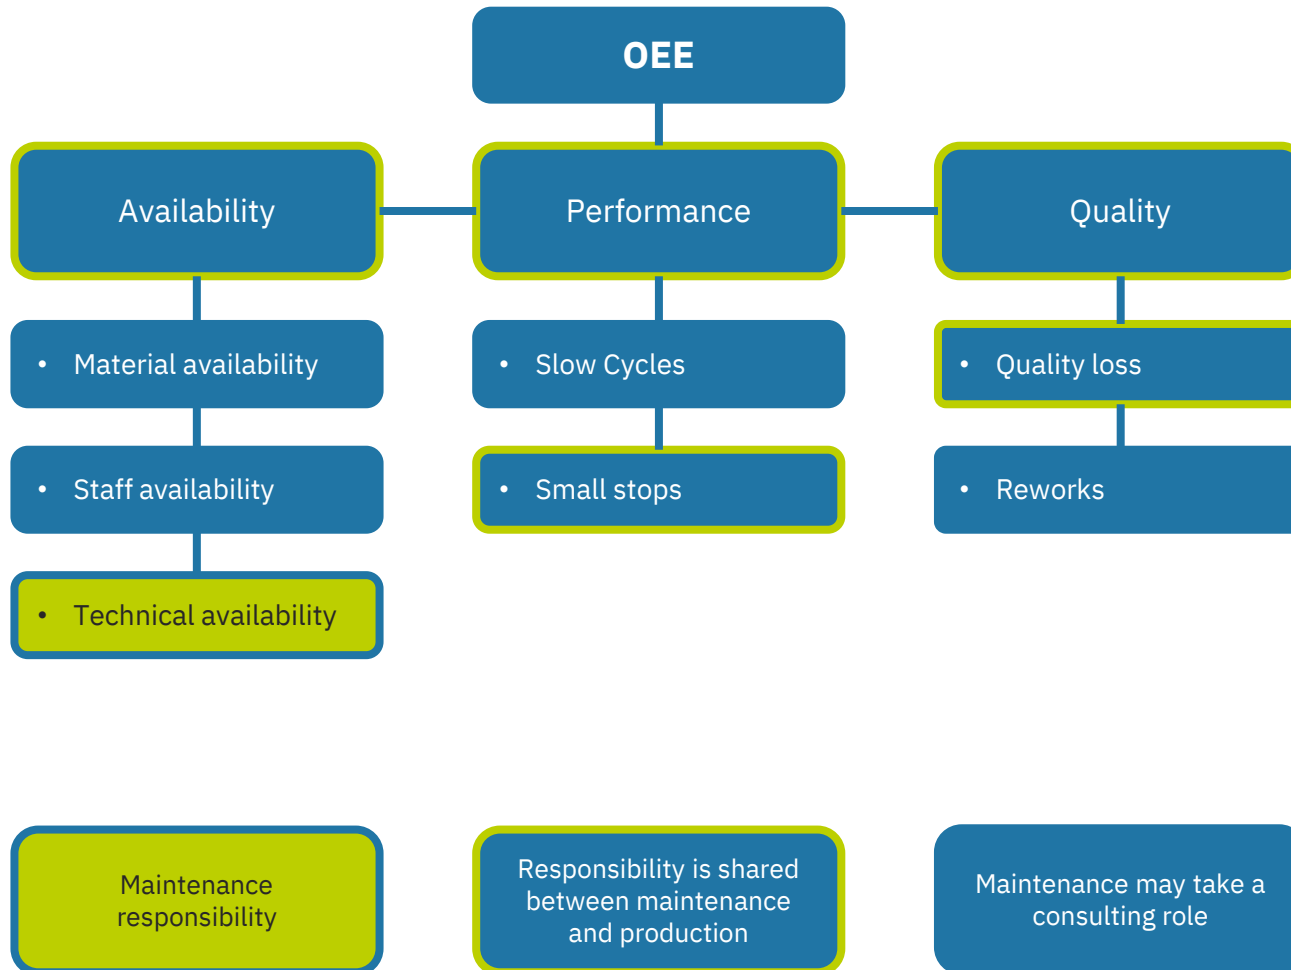 OEE
Availability
Performance
Quality
• Material availability
• Slow Cycles
• Quality loss
• Staff availability
• Small stops
• Reworks
• Technical availability
Maintenance
responsibility
Responsibility is shared
between maintenance
and production
Maintenance may take a
consulting role